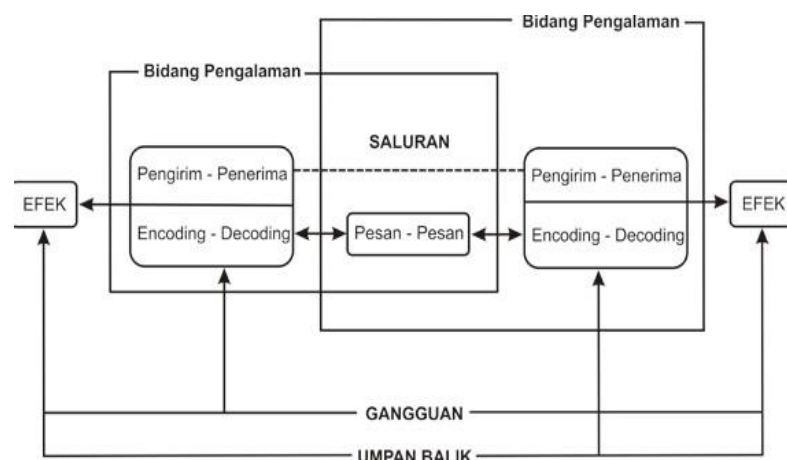 Bidang Pengalaman
Bidang Pengalaman
SALURAN
Pengirim - Penerima
Pengirim - Penerima
EFEK
EFEK
Encoding - Decoding
Pesan - Pesan
Encoding - Decoding
GANGGUAN
UMPAN BALIK